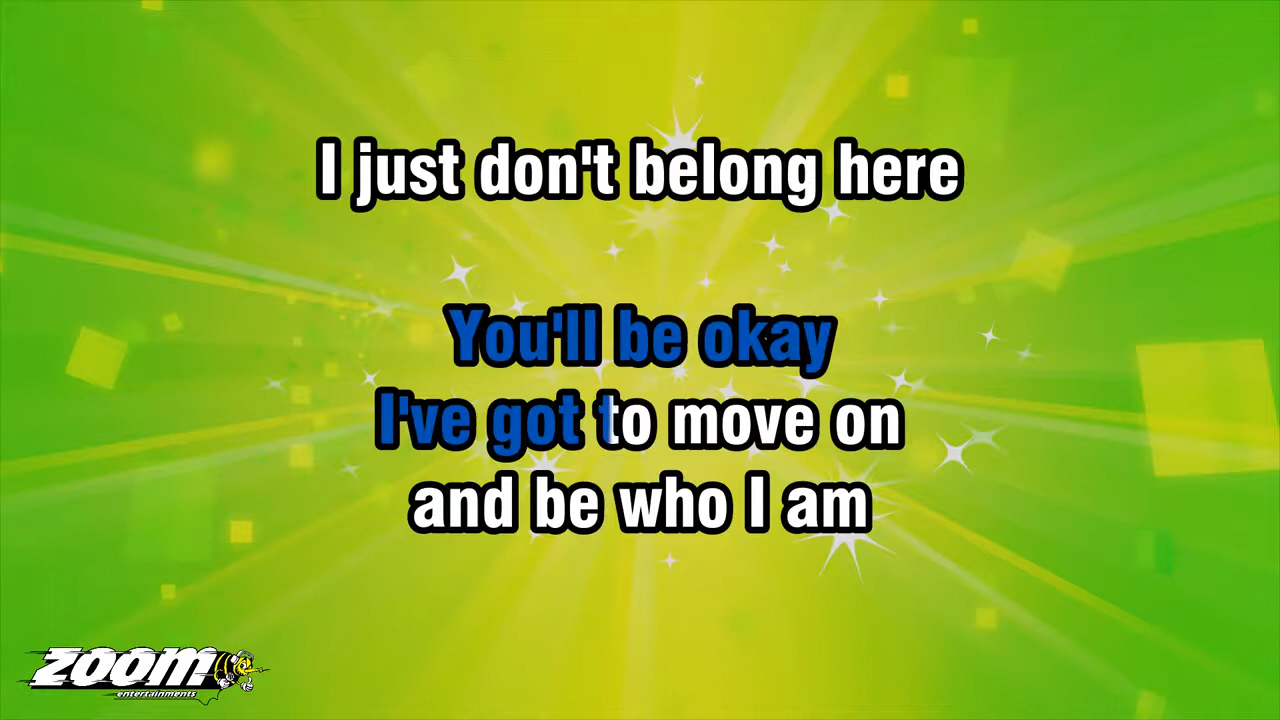 I just don't belong here
You'll be okay
I've got to move on
and be who I am
ZOOM
entertainments